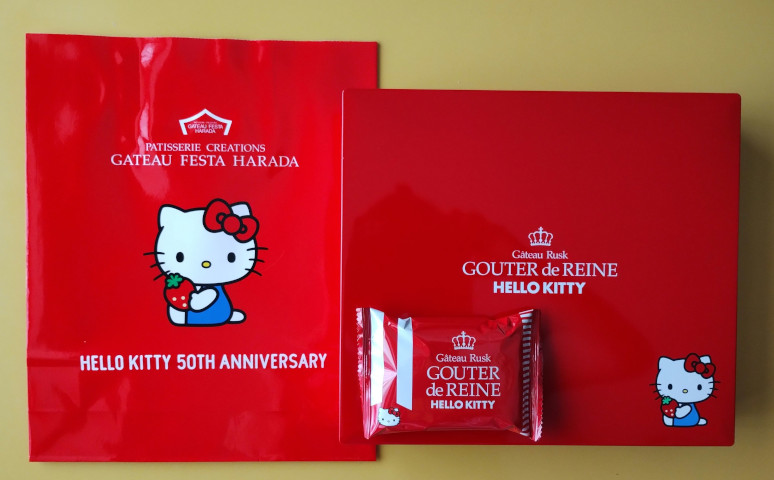 GATEAU FESTA
HARADA
PATISSERIE CREATIONS
GATEAU FESTA HARADA
HELLO KITTY 50TH ANNIVERSARY
Gâteau Rusk
GOUTER de REINE
HELLO KITTY
Gâteau Rusk
GOUTER
de REINE
HELLO KITTY